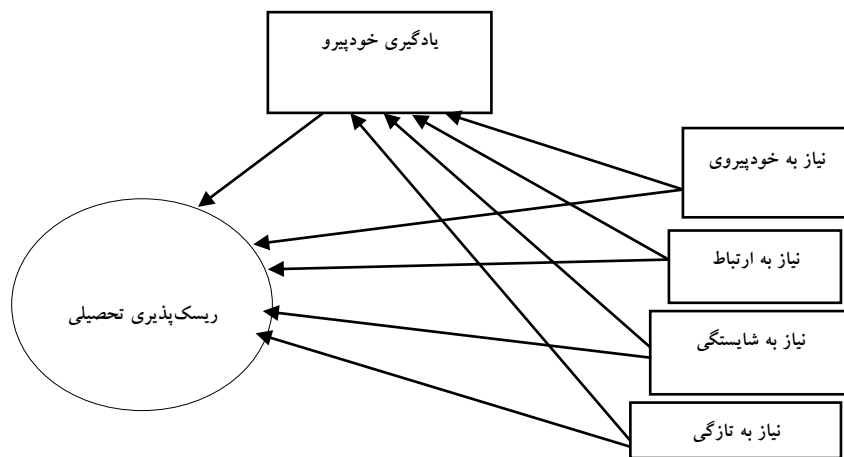 یادگیری خودپیرو
نیاز به خودپیروی
نیاز به ارتباط
ریسک‌پذیری تحصیلی
نیاز به شایستگی
نیاز به تازگی